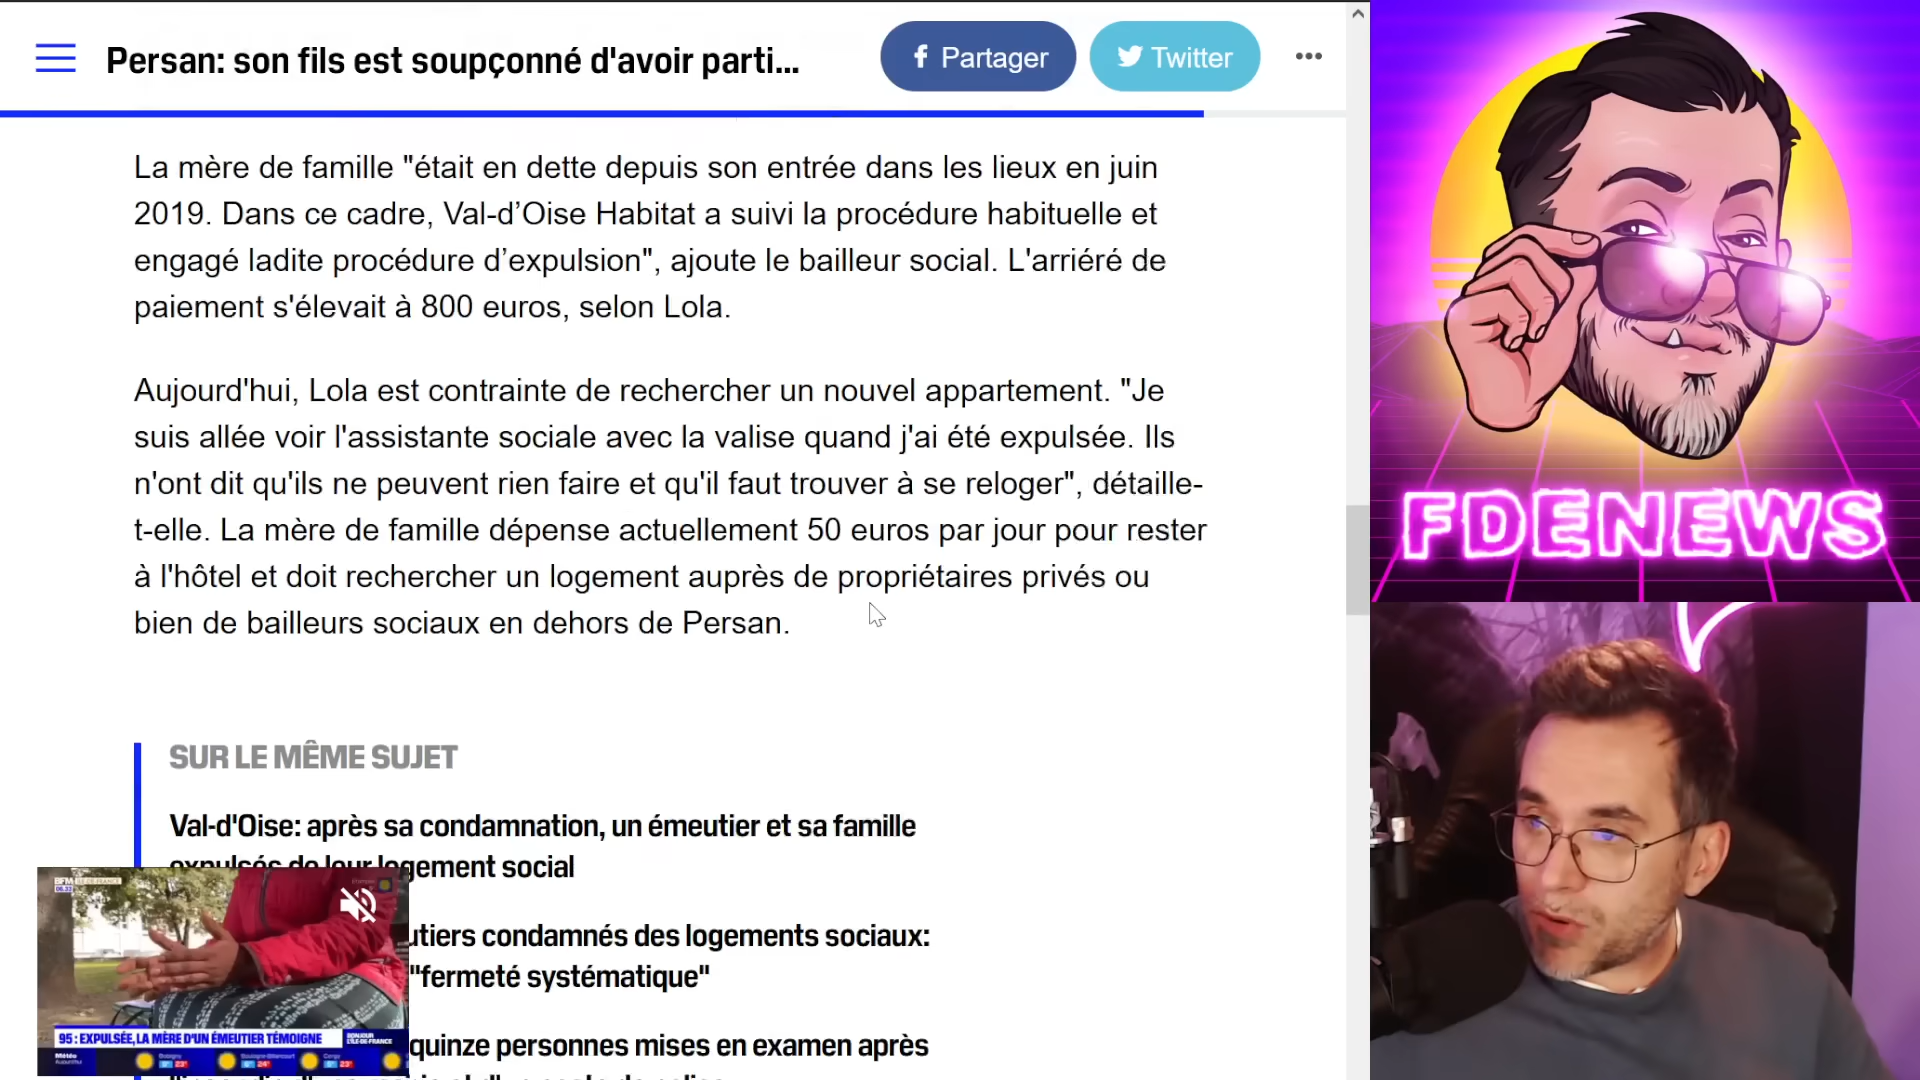 Persan: son fils est soupçonné d'avoir parti...
Partager
Twitter
La mère de famille "était en dette depuis son entrée dans les lieux en juin
2019. Dans ce cadre, Val-d’Oise Habitat a suivi la procédure habituelle et
engagé ladite procédure d’expulsion", ajoute le bailleur social. L'arriéré de
paiement s'élevait à 800 euros, selon Lola.
Aujourd'hui, Lola est contrainte de rechercher un nouvel appartement. "Je
suis allée voir l'assistante sociale avec la valise quand j'ai été expulsée. Ils
n'ont dit qu'ils ne peuvent rien faire et qu'il faut trouver à se reloger", détaille-
t-elle. La mère de famille dépense actuellement 50 euros par jour pour rester
à l'hôtel et doit rechercher un logement auprès de propriétaires privés ou
bien de bailleurs sociaux en dehors de Persan.
SUR LE MÊME SUJET
Val-d'Oise: après sa condamnation, un émeutier et sa famille
expulsés de leur logement social
utiers condamnés des logements sociaux:
"fermeté systématique"
quinze personnes mises en examen après
95 : EXPULSÉE, LA MÈRE D'UN ÉMEUTIER TÉMOIGNE
BONJOUR
L'ILE-DE-FRANCE
Météo
FDENEWS